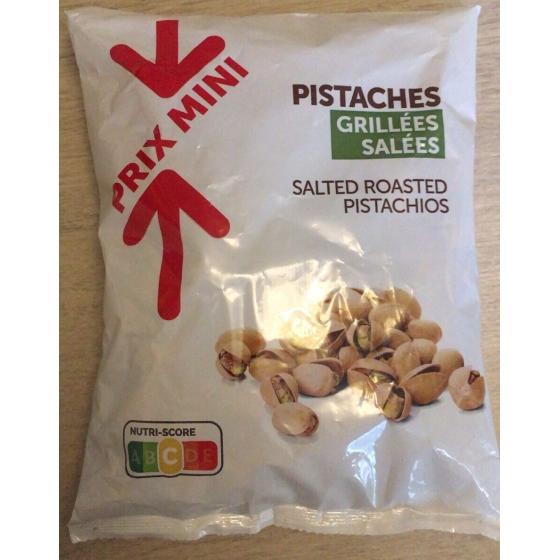 PRIX MINI
PISTACHES
GRILLÉES
SALÉES
SALTED ROASTED
PISTACHIOS
NUTRI-SCORE
A B C D E